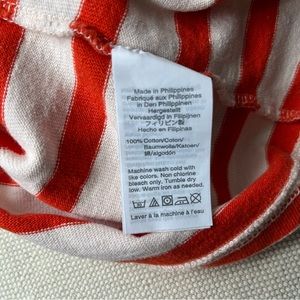 Made in Philippines
Fabriqué aux Philippines
In Den Philippinen
Hergestellt
Vervaardigd in Filipijnen
フィリピン製
Hecho en Filipinas
100% Cotton/Coton/
Baumwolle/Katoen/
綿/algodón
Machine wash cold with
like colors. Non chlorine
bleach only. Tumble dry
low. Warm iron as needed.
Laver à la machine à l'eau